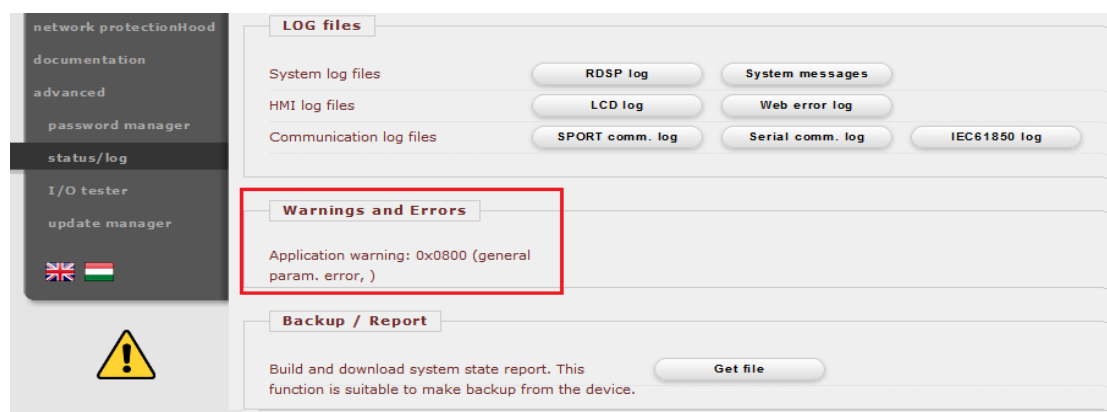 network protectionHood
documentation
advanced
password manager
status/log
I/O tester
update manager
LOG files
System log files RDSP log System messages
HMI log files LCD log Web error log
Communication log files SPORT comm. log Serial comm. log IEC61850 log
Warnings and Errors
Application warning: 0x0800 (general
param. error, )
Backup / Report
Build and download system state report. This Get file
function is suitable to make backup from the device.